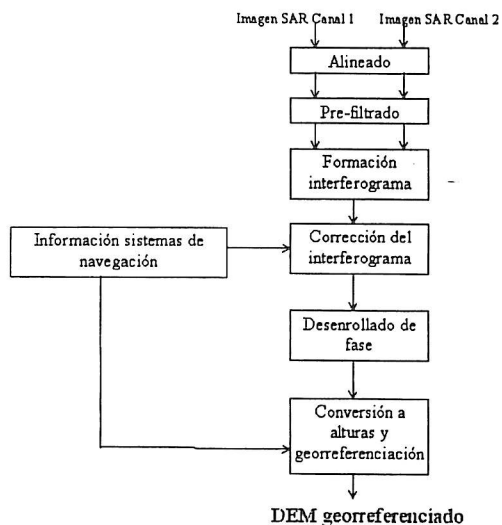 Imagen SAR Canal 1
Imagen SAR Canal 2
Alineado
Pre-filtrado
Formación
interferograma
Información sistemas de
navegación
Corrección del
interferograma
Desenrollado de
fase
Conversión a
alturas y
georreferenciación
DEM georreferenciado